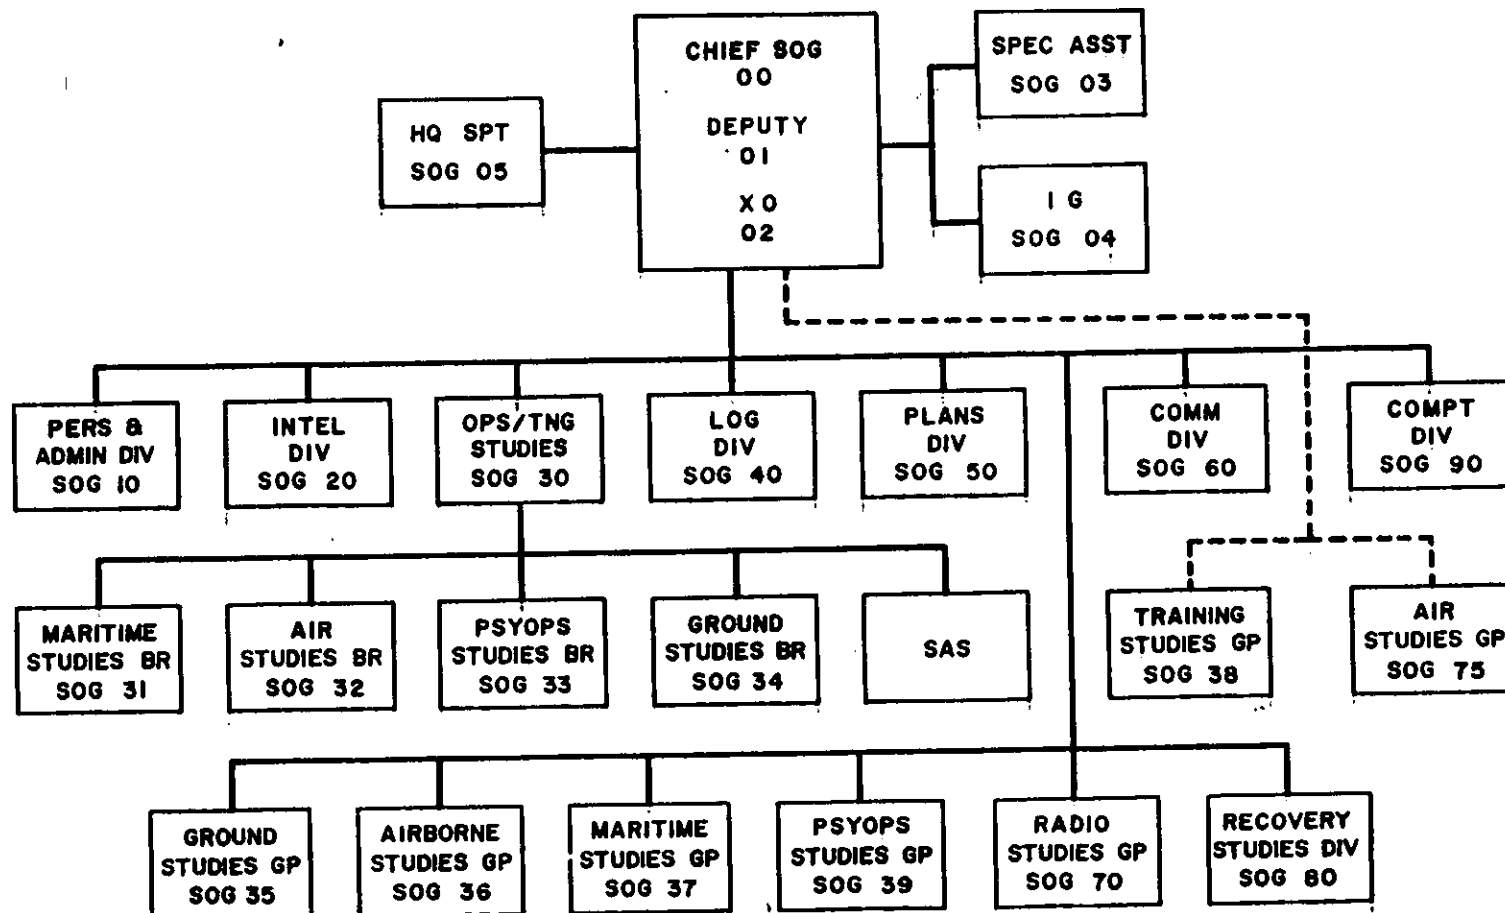 CHIEF SOG
00
DEPUTY
01
XO
02
SPEC ASST
SOG 03
HQ SPT
SOG 05
IG
SOG 04
PERS &
ADMIN DIV
SOG 10
INTEL
DIV
SOG 20
OPS/TNG
STUDIES
SOG 30
LOG
DIV
SOG 40
PLANS
DIV
SOG 50
COMM
DIV
SOG 60
COMPT
DIV
SOG 90
MARITIME
STUDIES BR
SOG 31
AIR
STUDIES BR
SOG 32
PSYOPS
STUDIES BR
SOG 33
GROUND
STUDIES BR
SOG 34
SAS
TRAINING
STUDIES GP
SOG 38
AIR
STUDIES GP
SOG 75
GROUND
STUDIES GP
SOG 35
AIRBORNE
STUDIES GP
SOG 36
MARITIME
STUDIES GP
SOG 37
PSYOPS
STUDIES GP
SOG 39
RADIO
STUDIES GP
SOG 70
RECOVERY
STUDIES DIV
SOG 80